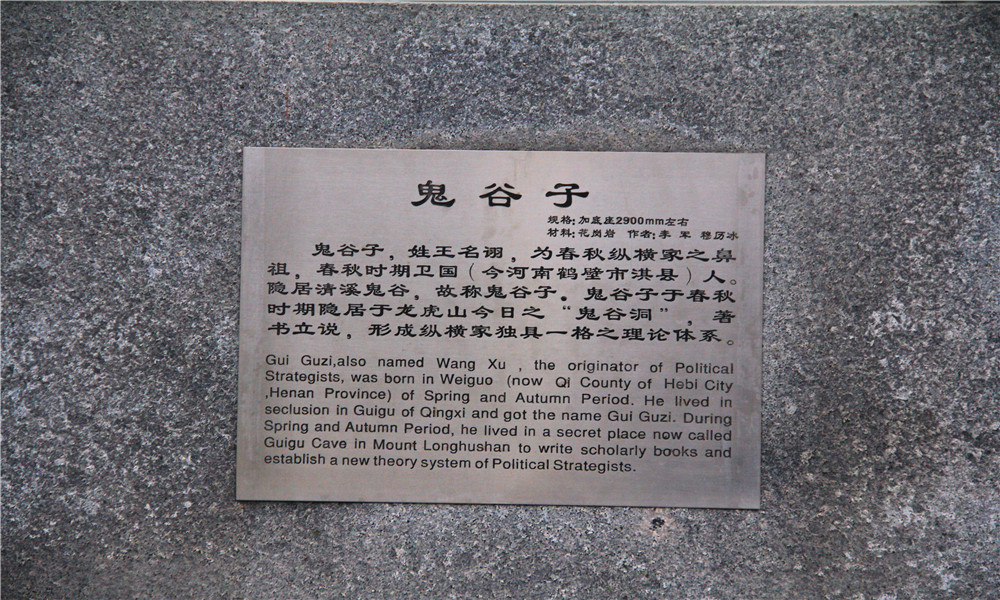 鬼谷子
规格：加底座2900mm左右
材料：花岗岩 作者：李 军 穆历冰
鬼谷子，姓王名诩，为春秋纵横家之鼻
祖，春秋时期卫国（今河南鹤壁市淇县）人。
隐居清溪鬼谷，故称鬼谷子。鬼谷子于春秋
时期隐居于龙虎山今日之“鬼谷洞”，著
书立说，形成纵横家独具一格之理论体系。
Gui Guzi,also named Wang Xu , the originator of Political
Strategists, was born in Weiguo (now Qi County of Hebi City
,Henan Province) of Spring and Autumn Period. He lived in
seclusion in Guigu of Qingxi and got the name Gui Guzi. During
Spring and Autumn Period, he lived in a secret place now called
Guigu Cave in Mount Longhushan to write scholarly books and
establish a new theory system of Political Strategists.